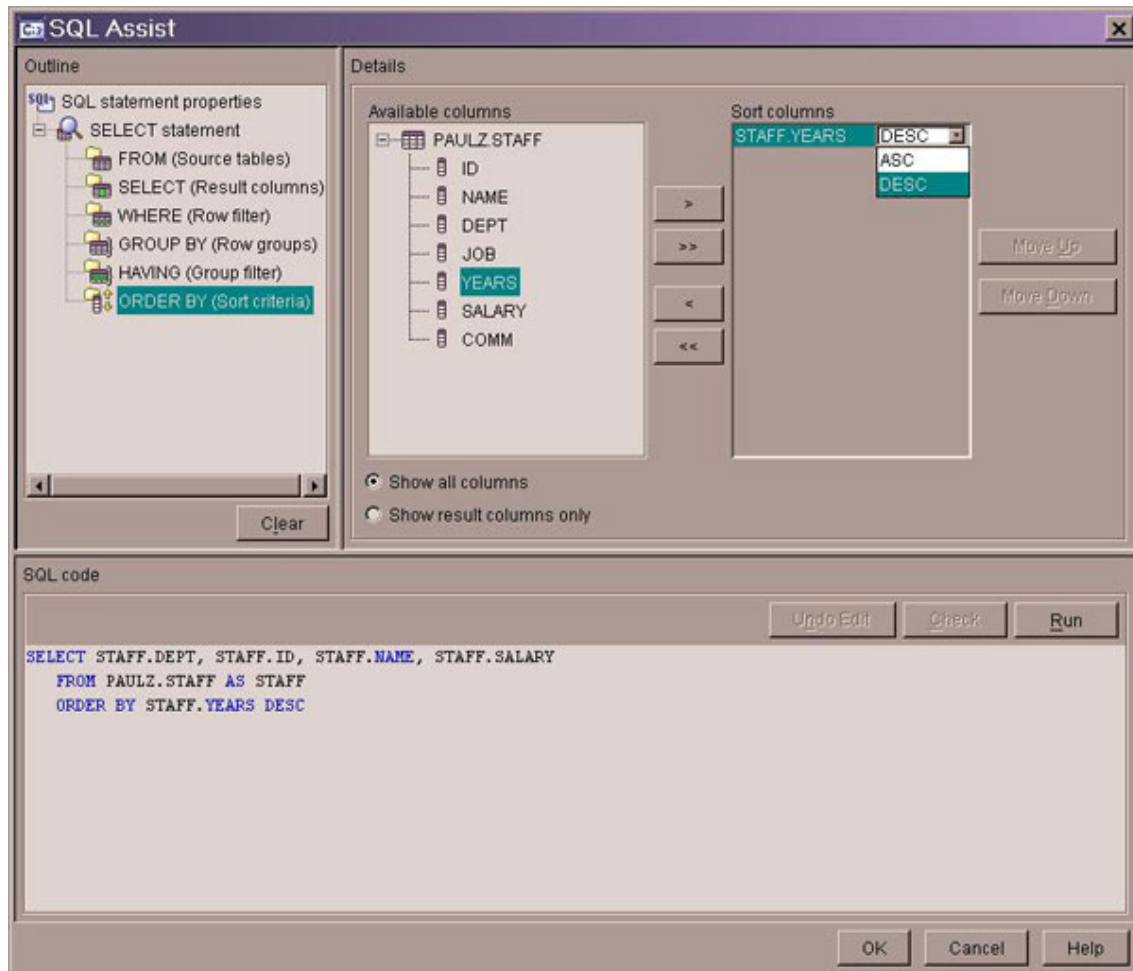 SQL Assist
Outline
SQL statement properties
SELECT statement
FROM (Source tables)
SELECT (Result columns)
WHERE (Row filter)
GROUP BY (Row groups)
HAVING (Group filter)
ORDER BY (Sort criteria)
Clear
Details
Available columns
PAULZ.STAFF
ID
NAME
DEPT
JOB
YEARS
SALARY
COMM
>
>>
<
<<
Sort columns
STAFF.YEARS DESC
ASC
DESC
Move Up
Move Down
Show all columns
Show result columns only
SQL code
Undo Edit Check Run
SELECT STAFF.DEPT, STAFF.ID, STAFF.NAME, STAFF.SALARY
FROM PAULZ.STAFF AS STAFF
ORDER BY STAFF.YEARS DESC
OK Cancel Help